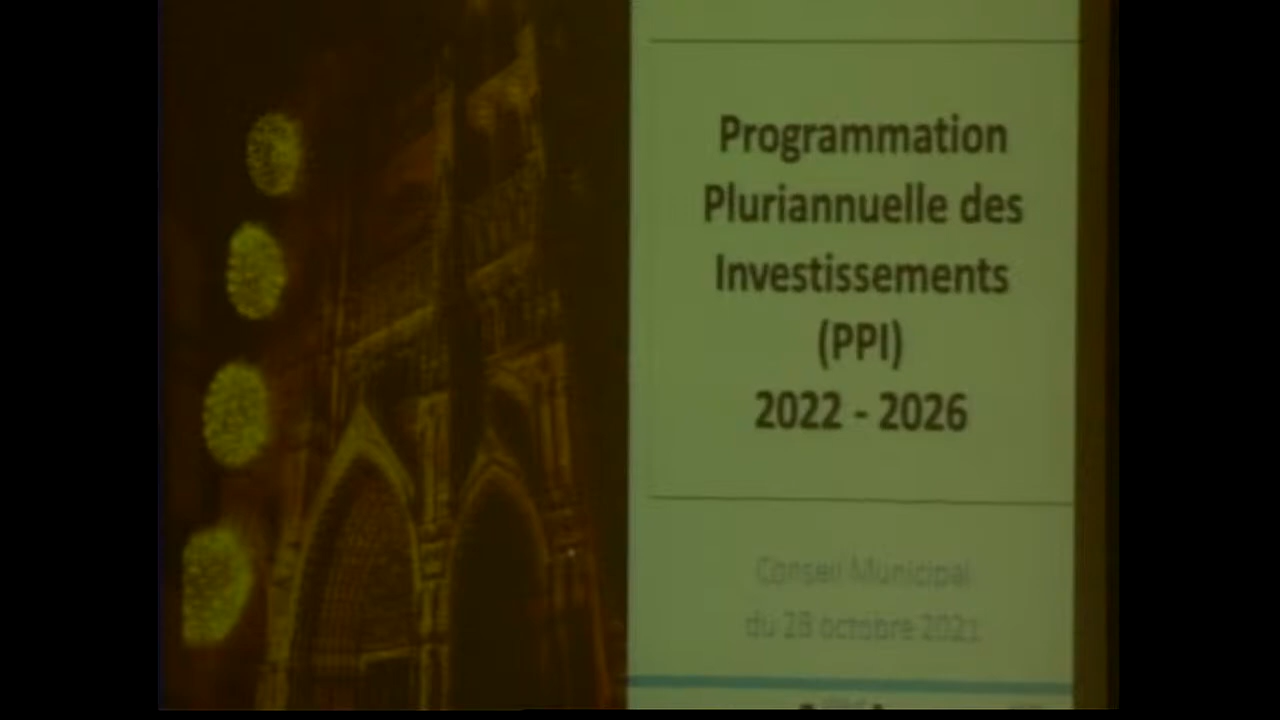 Programmation
Pluriannuelle des
Investissements
(PPI)
2022 - 2026
Conseil Municipal
du 28 octobre 2021